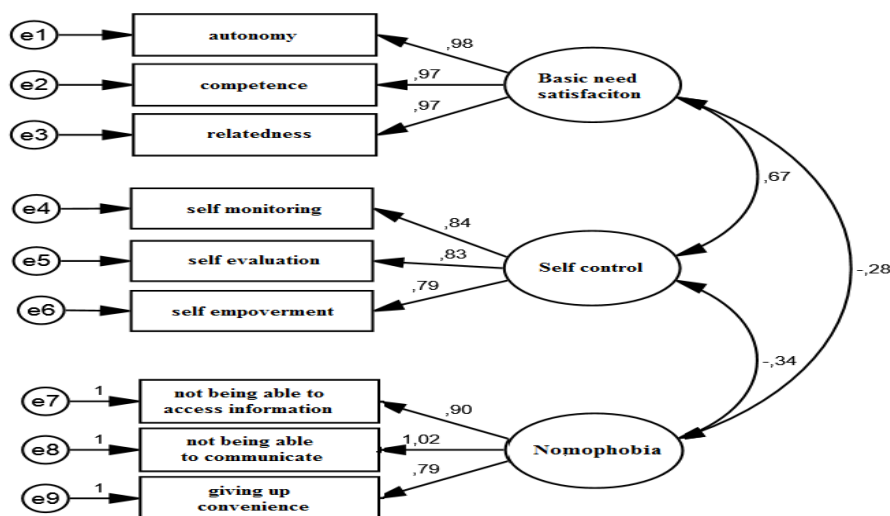 e1
autonomy
,98
e2
competence
,97
e3
relatedness
,97
Basic need
satisfaciton
,67
e4
self monitoring
,84
e5
self evaluation
,83
e6
self empoverment
,79
Self control
-,28
-,34
e7
1
not being able to
access information
,90
e8
1
not being able
to communicate
1,02
e9
1
giving up
convenience
,79
Nomophobia